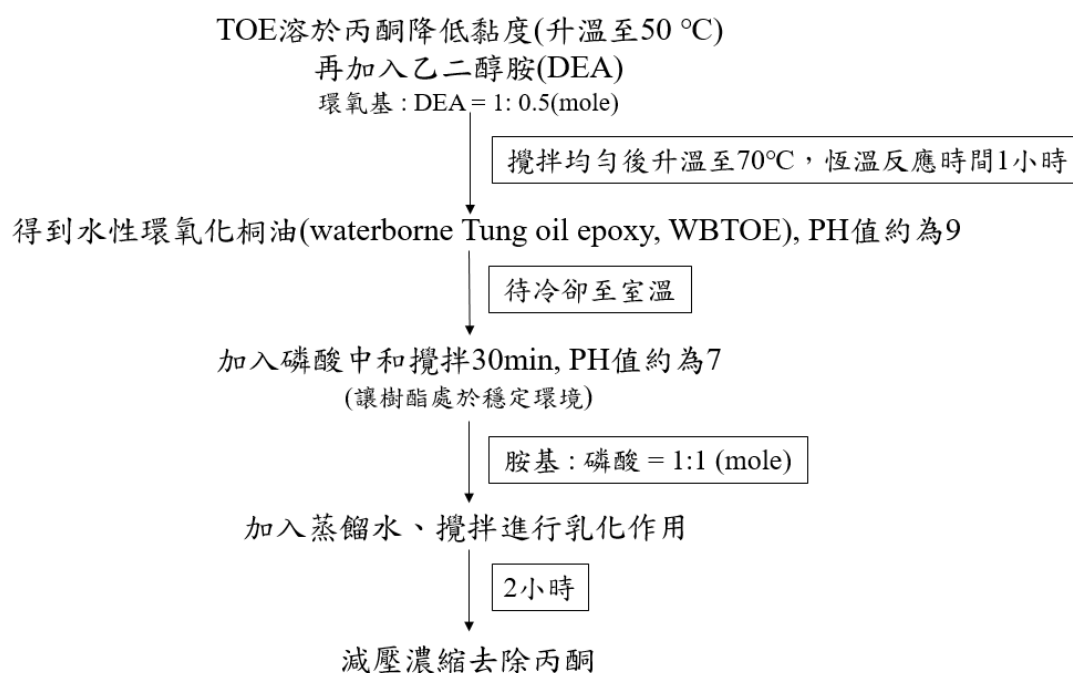 TOE溶於丙酮降低黏度(升溫至50 ℃)
再加入乙二醇胺(DEA)
環氧基 : DEA = 1: 0.5(mole)
攪拌均勻後升溫至70℃，恆溫反應時間1小時
得到水性環氧化桐油(waterborne Tung oil epoxy, WBTOE), PH值約為9
待冷卻至室溫
加入磷酸中和攪拌30min, PH值約為7
(讓樹酯處於穩定環境)
胺基 : 磷酸 = 1:1 (mole)
加入蒸餾水、攪拌進行乳化作用
2小時
減壓濃縮去除丙酮